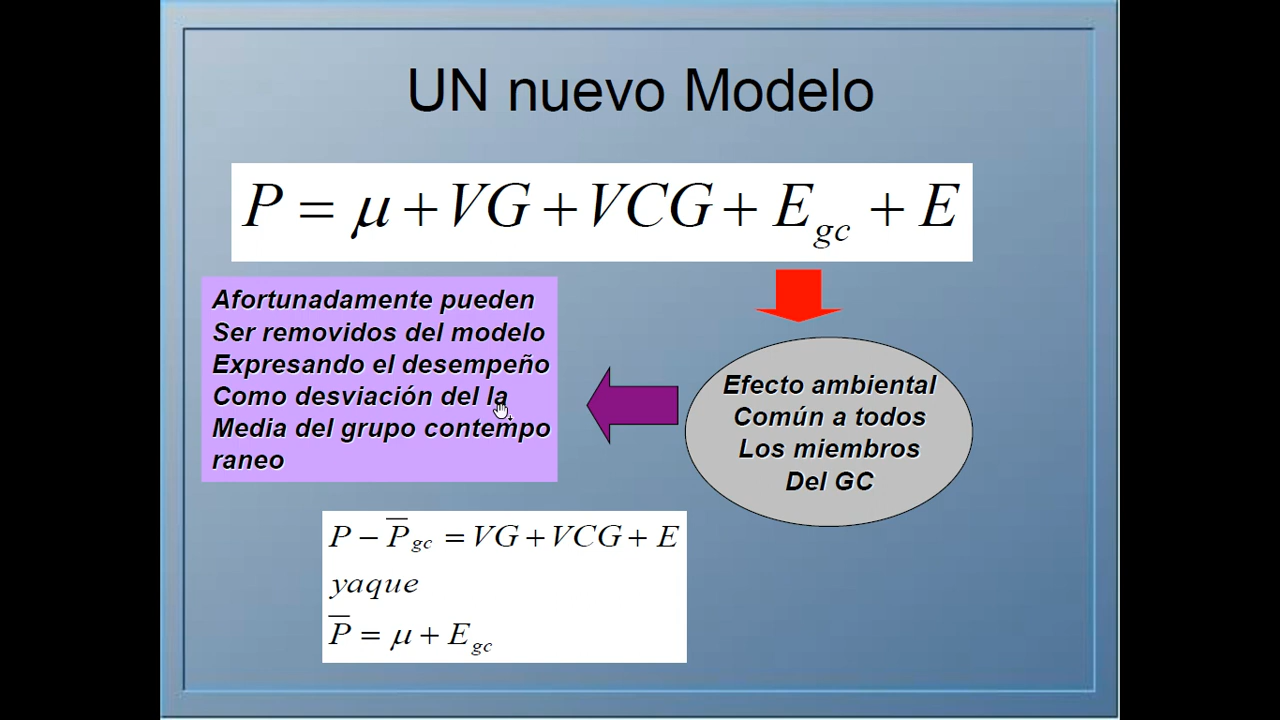 UN nuevo Modelo
P = μ + VG + VCG + E_gc + E
Afortunadamente pueden
Ser removidos del modelo
Expresando el desempeño
Como desviación del la
Media del grupo contempo
raneo
Efecto ambiental
Común a todos
Los miembros
Del GC
P − P̅_gc = VG + VCG + E
yaque
P̅ = μ + E_gc